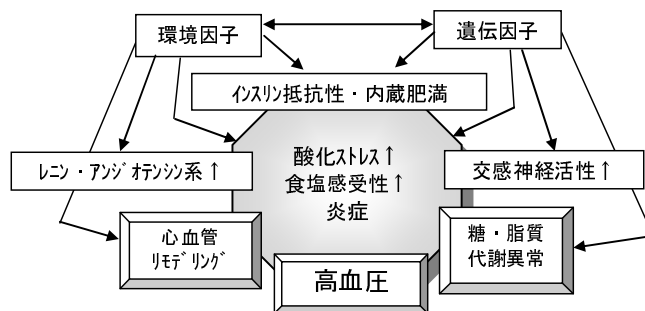 環境因子
遺伝因子
ｲﾝｽﾘﾝ抵抗性・内蔵肥満
酸化ｽﾄﾚｽ↑
食塩感受性↑
炎症
ﾚﾆﾝ・ｱﾝｼﾞｵﾃﾝｼﾝ系↑
交感神経活性↑
心血管
ﾘﾓﾃﾞﾘﾝｸﾞ
糖・脂質
代謝異常
高血圧